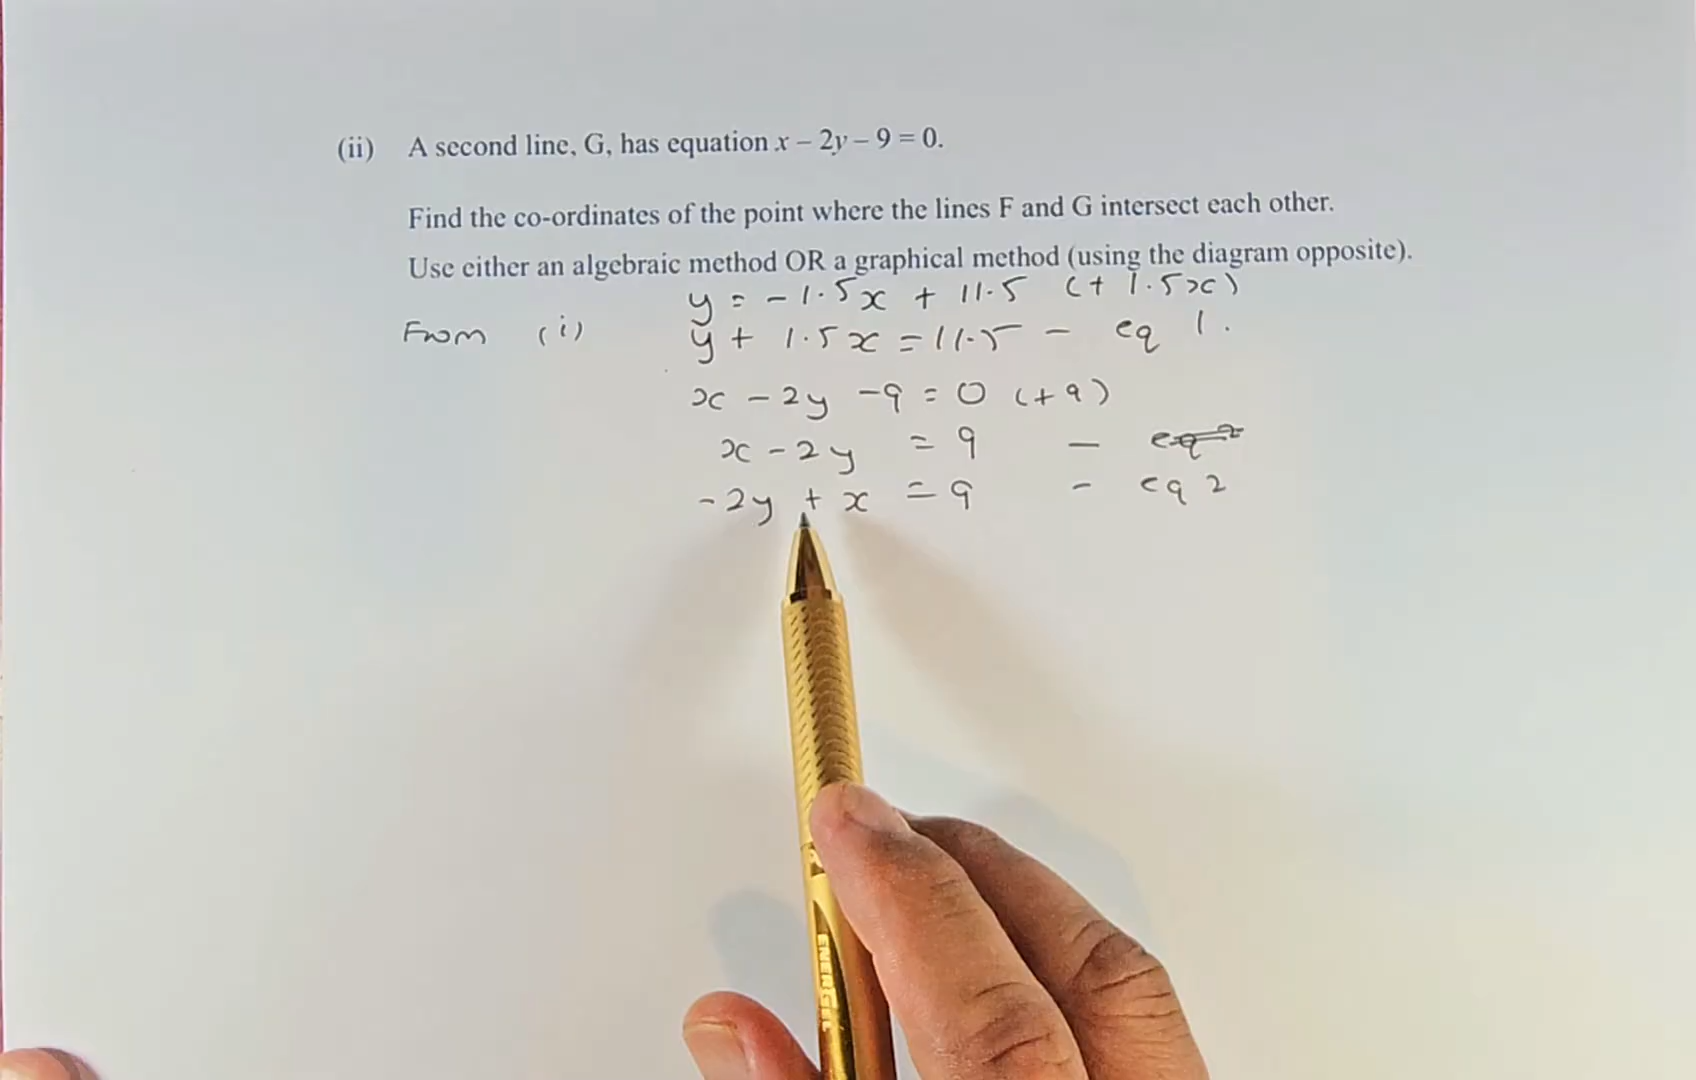 (ii) A second line, G, has equation x – 2y – 9 = 0.
Find the co-ordinates of the point where the lines F and G intersect each other.
Use either an algebraic method OR a graphical method (using the diagram opposite).
y = -1.5x + 11.5 (+ 1.5x)
From (i) y + 1.5x = 11.5 - eq 1.
x - 2y - 9 = 0 (+9)
x - 2y = 9 - eq 2
-2y + x = 9 - eq 2
ENERGEL